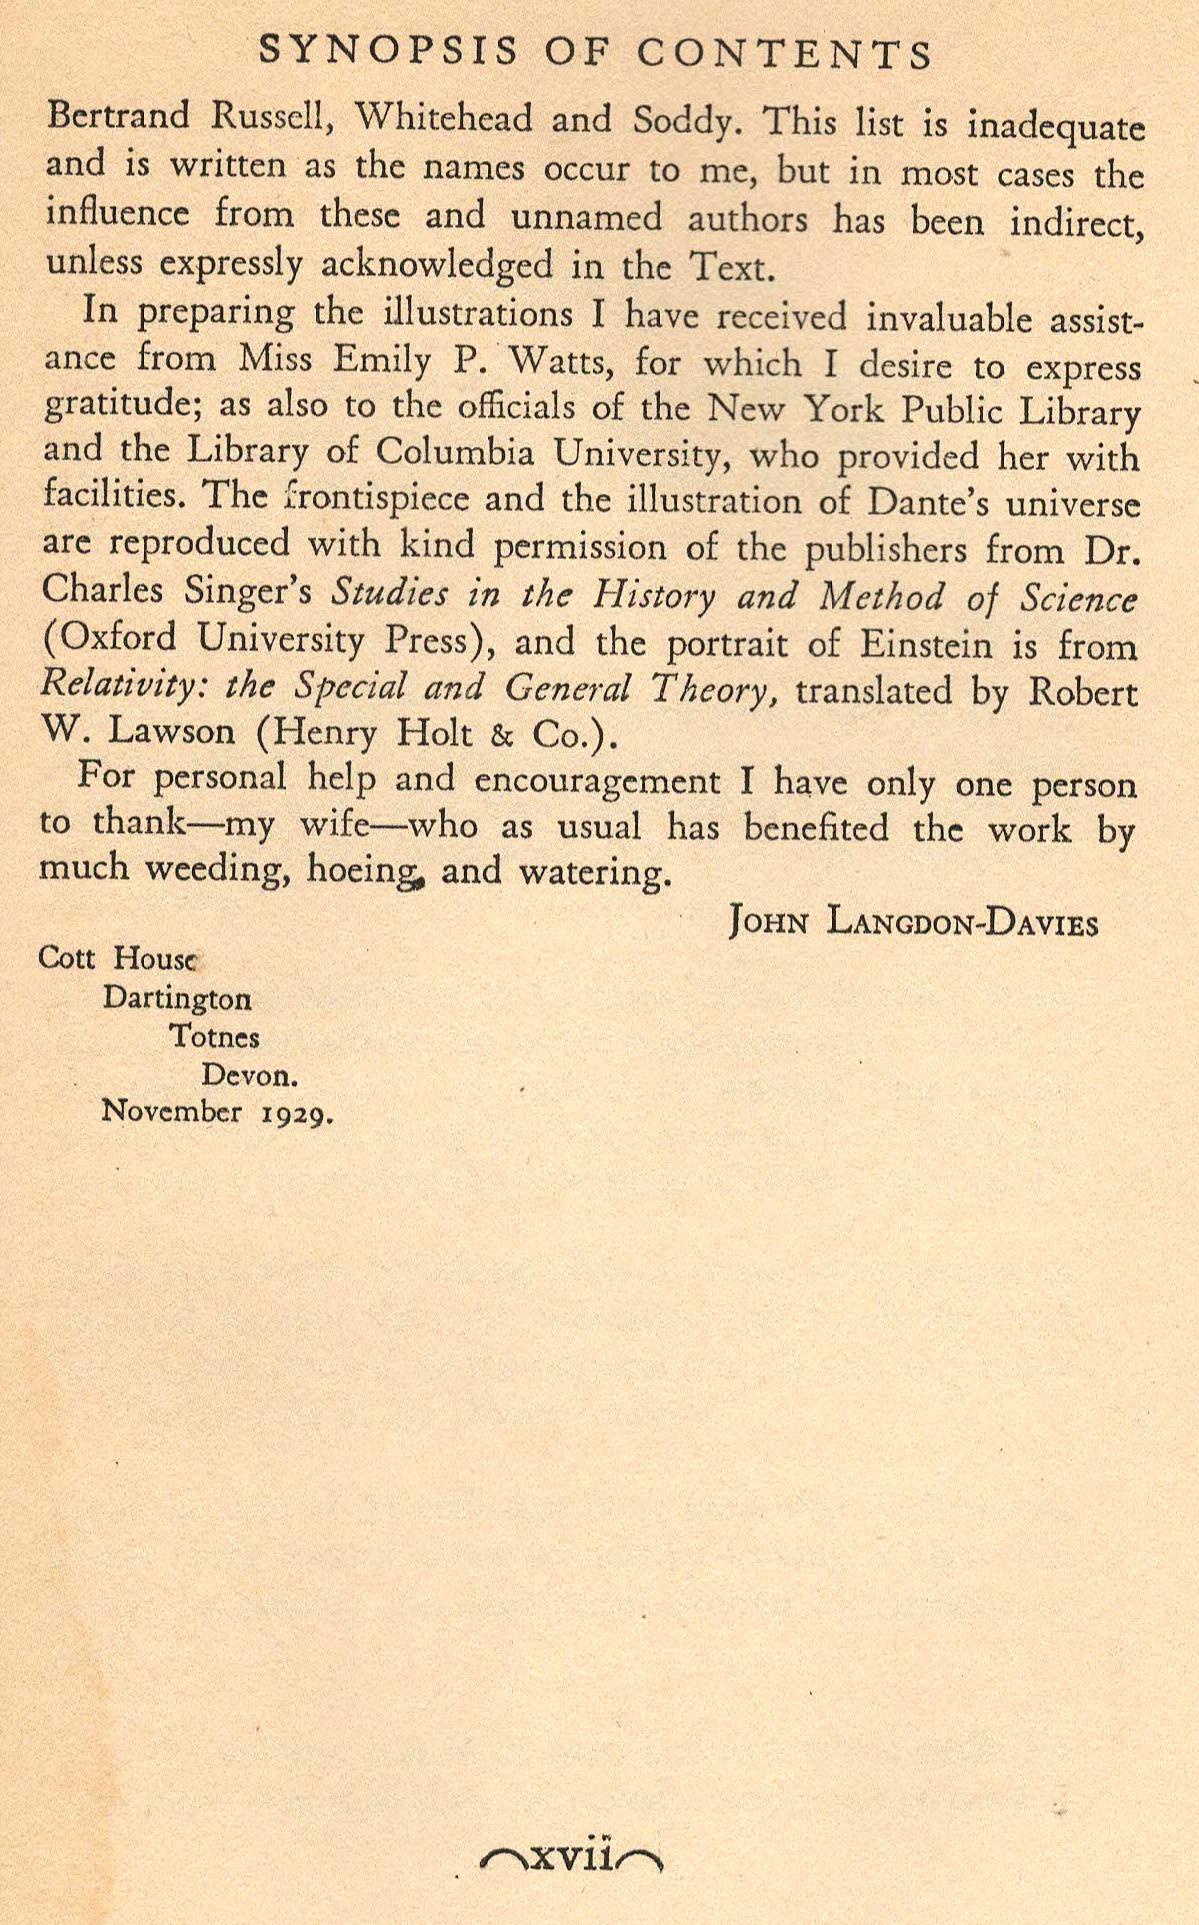 SYNOPSIS OF CONTENTS
Bertrand Russell, Whitehead and Soddy. This list is inadequate
and is written as the names occur to me, but in most cases the
influence from these and unnamed authors has been indirect,
unless expressly acknowledged in the Text.
In preparing the illustrations I have received invaluable assist-
ance from Miss Emily P. Watts, for which I desire to express
gratitude; as also to the officials of the New York Public Library
and the Library of Columbia University, who provided her with
facilities. The frontispiece and the illustration of Dante's universe
are reproduced with kind permission of the publishers from Dr.
Charles Singer's Studies in the History and Method of Science
(Oxford University Press), and the portrait of Einstein is from
Relativity: the Special and General Theory, translated by Robert
W. Lawson (Henry Holt & Co.).
For personal help and encouragement I have only one person
to thank—my wife—who as usual has benefited the work by
much weeding, hoeing, and watering.
John Langdon-Davies
Cott House
Dartington
Totnes
Devon.
November 1929.
xvii